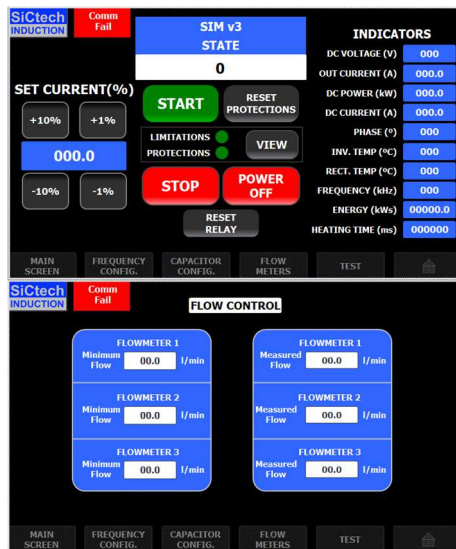 SiCtech
INDUCTION
Comm
Fail
SIM v3
STATE
0
INDICATORS
DC VOLTAGE (V) 000
OUT CURRENT (A) 000.0
DC POWER (kW) 000.0
DC CURRENT (A) 000.0
PHASE (º) 000
INV. TEMP (ºC) 000
RECT. TEMP (ºC) 000
FREQUENCY (kHz) 000
ENERGY (kWs) 00000.0
HEATING TIME (ms) 000000
SET CURRENT(%)
+10% +1%
000.0
-10% -1%
START
RESET
PROTECTIONS
LIMITATIONS
PROTECTIONS
VIEW
STOP
POWER
OFF
RESET
RELAY
MAIN
SCREEN
FREQUENCY
CONFIG.
CAPACITOR
CONFIG.
FLOW
METERS
TEST
SiCtech
INDUCTION
Comm
Fail
FLOW CONTROL
FLOWMETER 1
Minimum
Flow
00.0 l/min
FLOWMETER 2
Minimum
Flow
00.0 l/min
FLOWMETER 3
Minimum
Flow
00.0 l/min
FLOWMETER 1
Measured
Flow
00.0 l/min
FLOWMETER 2
Measured
Flow
00.0 l/min
FLOWMETER 3
Measured
Flow
00.0 l/min
MAIN
SCREEN
FREQUENCY
CONFIG.
CAPACITOR
CONFIG.
FLOW
METERS
TEST